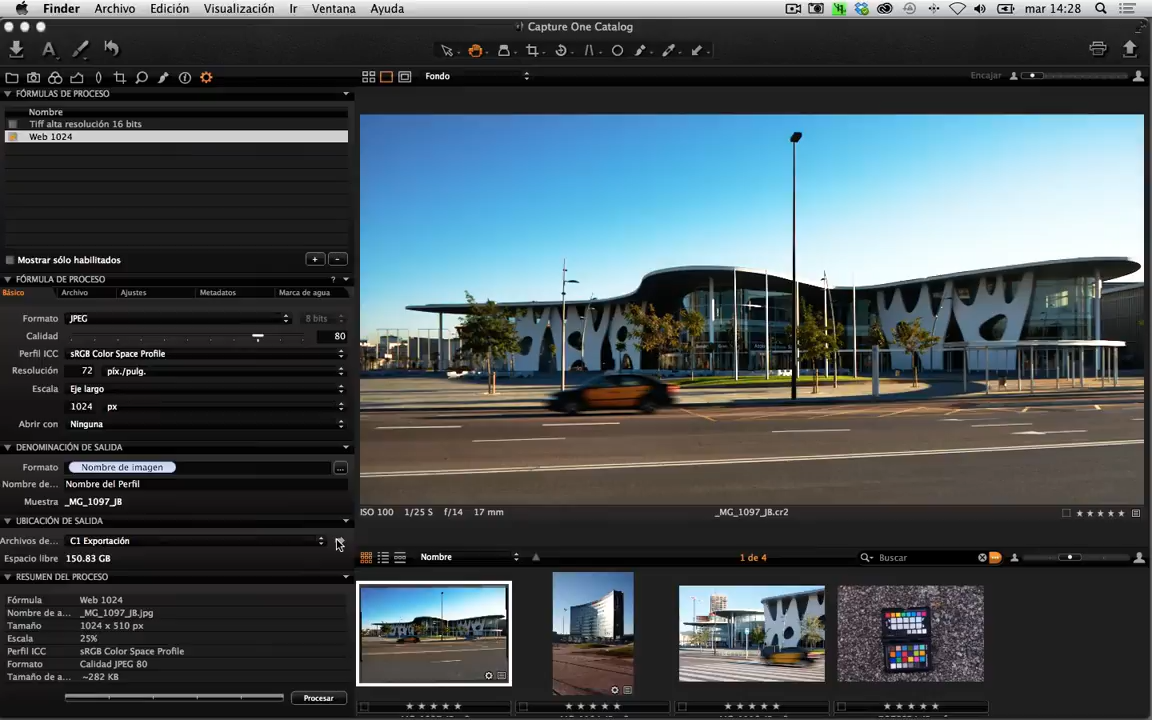 Finder Archivo Edición Visualización Ir Ventana Ayuda mar 14:28
Capture One Catalog
Fondo Encajar
FÓRMULAS DE PROCESO
Nombre
Tiff alta resolución 16 bits
Web 1024
Mostrar sólo habilitados + -
FÓRMULA DE PROCESO ?
Básico Archivo Ajustes Metadatos Marca de agua
Formato JPEG 8 bits
Calidad 80
Perfil ICC sRGB Color Space Profile
Resolución 72 píx./pulg.
Escala Eje largo
1024 px
Abrir con Ninguna
DENOMINACIÓN DE SALIDA
Formato Nombre de imagen ...
Nombre de... Nombre del Perfil
Muestra _MG_1097_JB
UBICACIÓN DE SALIDA
Archivos de... C1 Exportación
Espacio libre 150.83 GB
RESUMEN DEL PROCESO
Fórmula Web 1024
Nombre de a... _MG_1097_JB.jpg
Tamaño 1024 x 510 px
Escala 25%
Perfil ICC sRGB Color Space Profile
Formato Calidad JPEG 80
Tamaño de a... ~282 KB
Procesar
ISO 100 1/25 S f/14 17 mm _MG_1097_JB.cr2
Nombre 1 de 4 Buscar